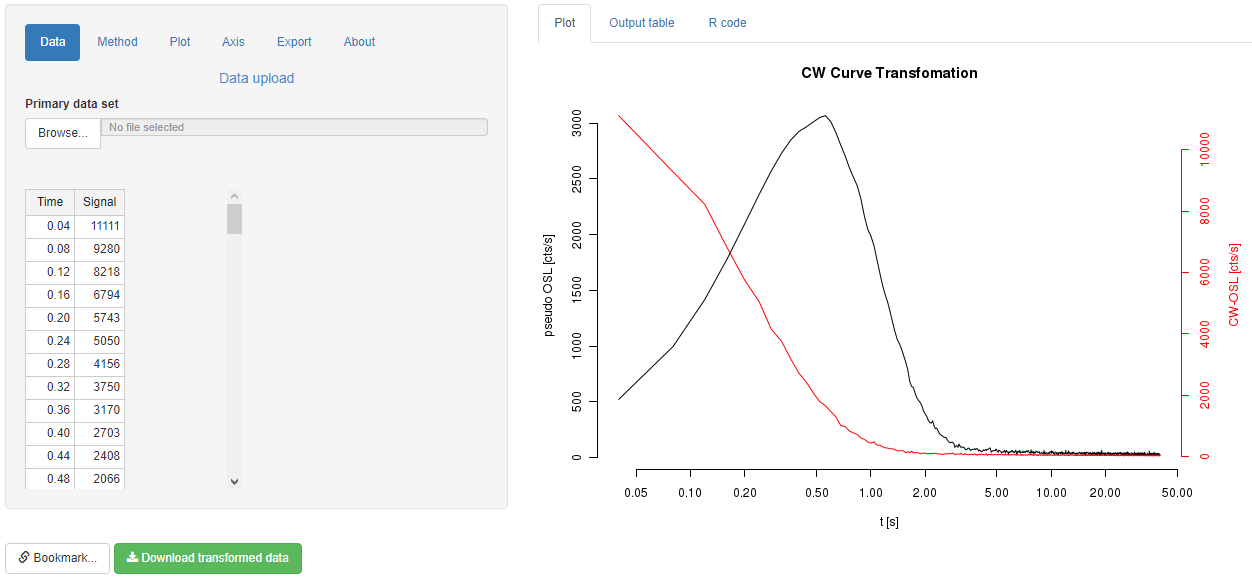 Data Method Plot Axis Export About
Data upload
Primary data set
Browse... No file selected
Time Signal
0.04 11111
0.08 9280
0.12 8218
0.16 6794
0.20 5743
0.24 5050
0.28 4156
0.32 3750
0.36 3170
0.40 2703
0.44 2408
0.48 2066
Bookmark... Download transformed data
Plot Output table R code
CW Curve Transfomation
pseudo OSL [cts/s]
3000
2500
2000
1500
1000
500
0
10000
8000
6000
4000
2000
0
CW-OSL [cts/s]
0.05 0.10 0.20 0.50 1.00 2.00 5.00 10.00 20.00 50.00
t [s]